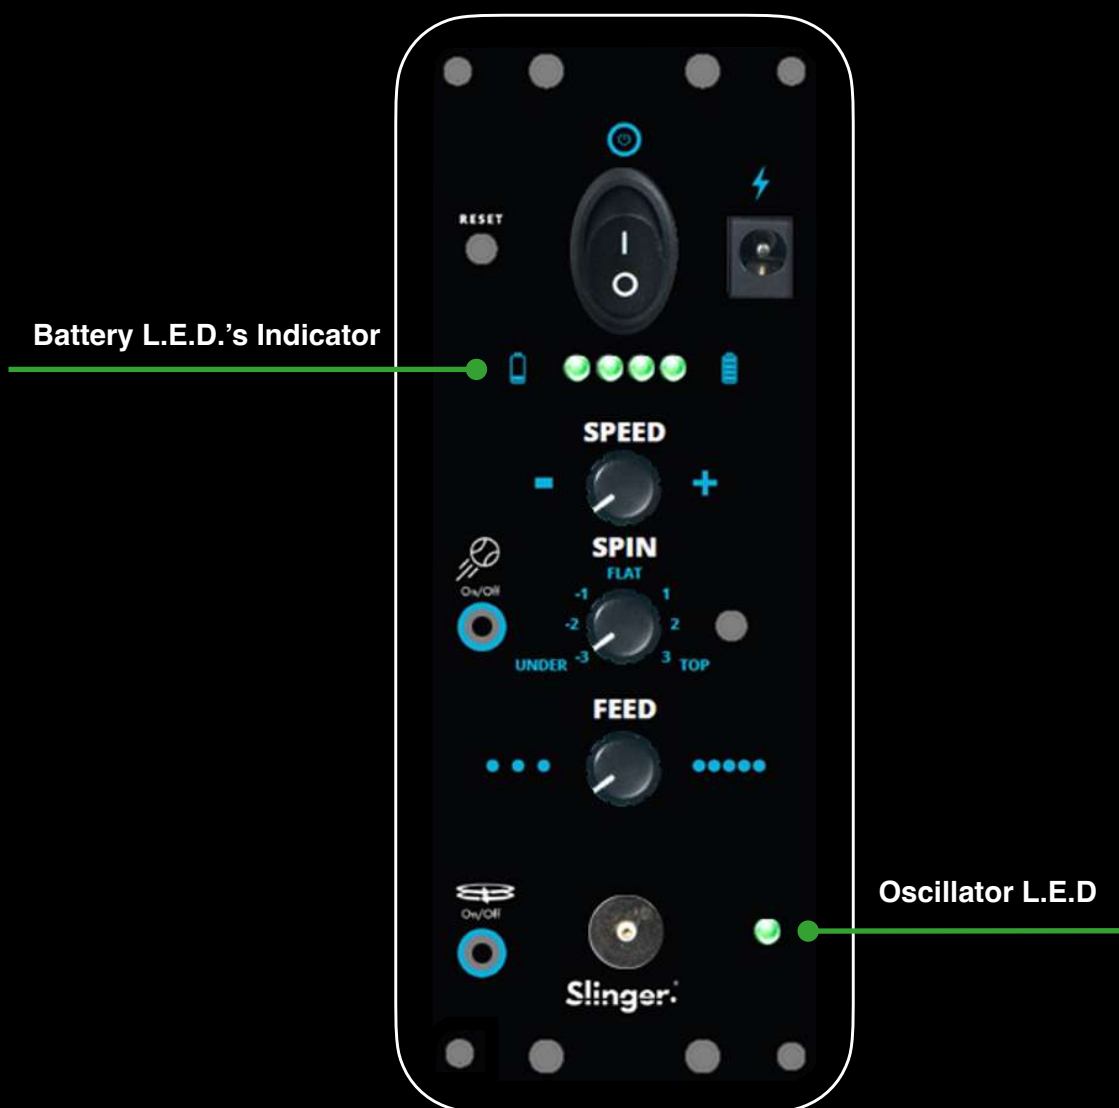 RESET
I
O
Battery L.E.D.'s Indicator
SPEED
- +
SPIN
FLAT
On/Off
-1 1
-2 2
UNDER -3 3 TOP
FEED
Oscillator L.E.D
On/Off
Slinger